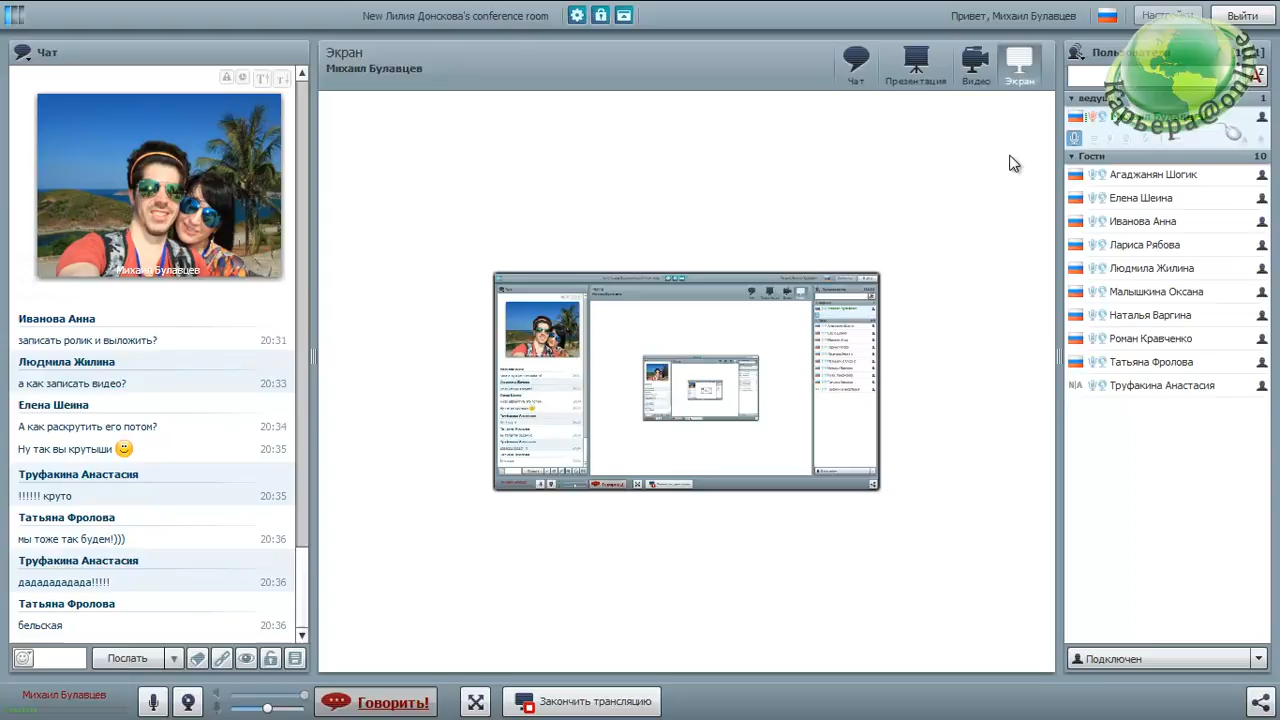 New Лилия Донскова's conference room
Привет, Михаил Булавцев
Настройки
Выйти
Чат
Михаил Булавцев
Иванова Анна
записать ролик и выложить?
20:31
Людмила Жилина
а как записать видео?
20:33
Елена Шеина
А как раскрутить его потом?
20:34
Ну так вы крутыши
20:35
Труфакина Анастасия
!!!!!! круто
20:35
Татьяна Фролова
мы тоже так будем!)))
20:36
Труфакина Анастасия
дадададададa!!!!!
20:36
Татьяна Фролова
бельская
20:36
Послать
Экран
Михаил Булавцев
Чат
Презентация
Видео
Экран
Карьера@online
Гости
10
Агаджанян Шогик
Елена Шеина
Иванова Анна
Лариса Рябова
Людмила Жилина
Малышкина Оксана
Наталья Варгина
Роман Кравченко
Татьяна Фролова
N/A Труфакина Анастасия
Подключен
Михаил Булавцев
Говорить!
Закончить трансляцию